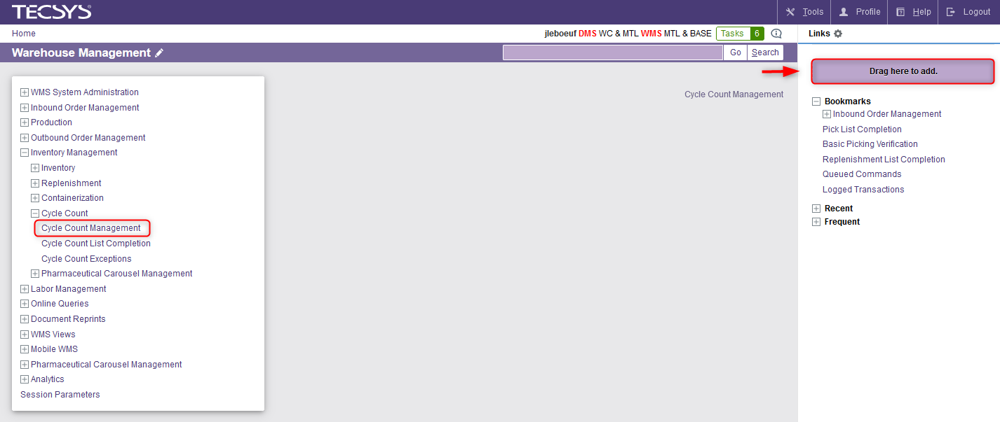 TECSYS®
Tools Profile Help Logout
Home
jleboeuf DMS WC & MTL WMS MTL & BASE Tasks 6
Links
Warehouse Management
Go Search
Drag here to add.
Cycle Count Management
WMS System Administration
Inbound Order Management
Production
Outbound Order Management
Inventory Management
Inventory
Replenishment
Containerization
Cycle Count
Cycle Count Management
Cycle Count List Completion
Cycle Count Exceptions
Pharmaceutical Carousel Management
Labor Management
Online Queries
Document Reprints
WMS Views
Mobile WMS
Pharmaceutical Carousel Management
Analytics
Session Parameters
Bookmarks
Inbound Order Management
Pick List Completion
Basic Picking Verification
Replenishment List Completion
Queued Commands
Logged Transactions
Recent
Frequent